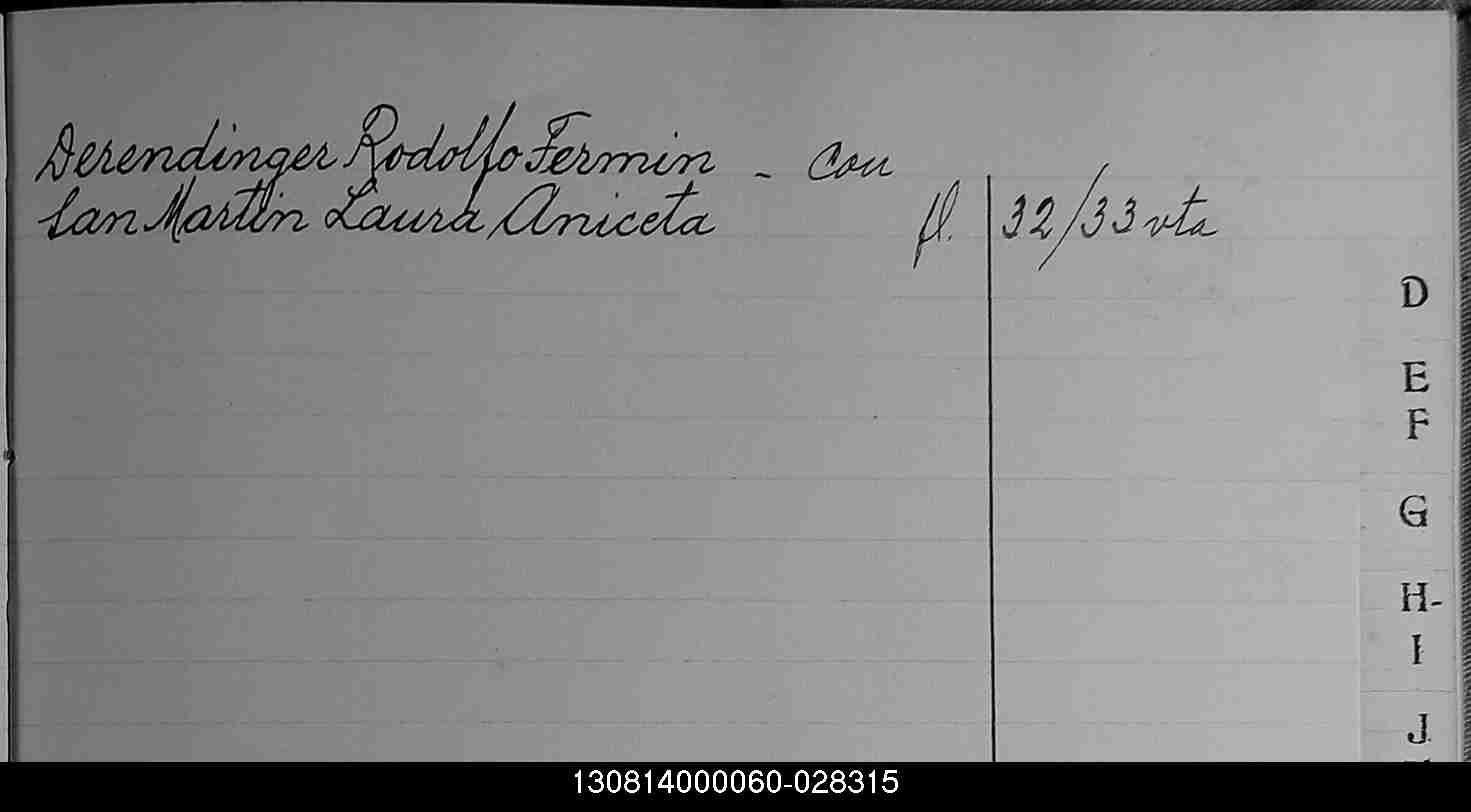 Derendinger Rodolfo Fermin - con
San Martin Laura Aniceta fl. 32/33 vta
D
E
F
G
H-
I
J
130814000060-028315